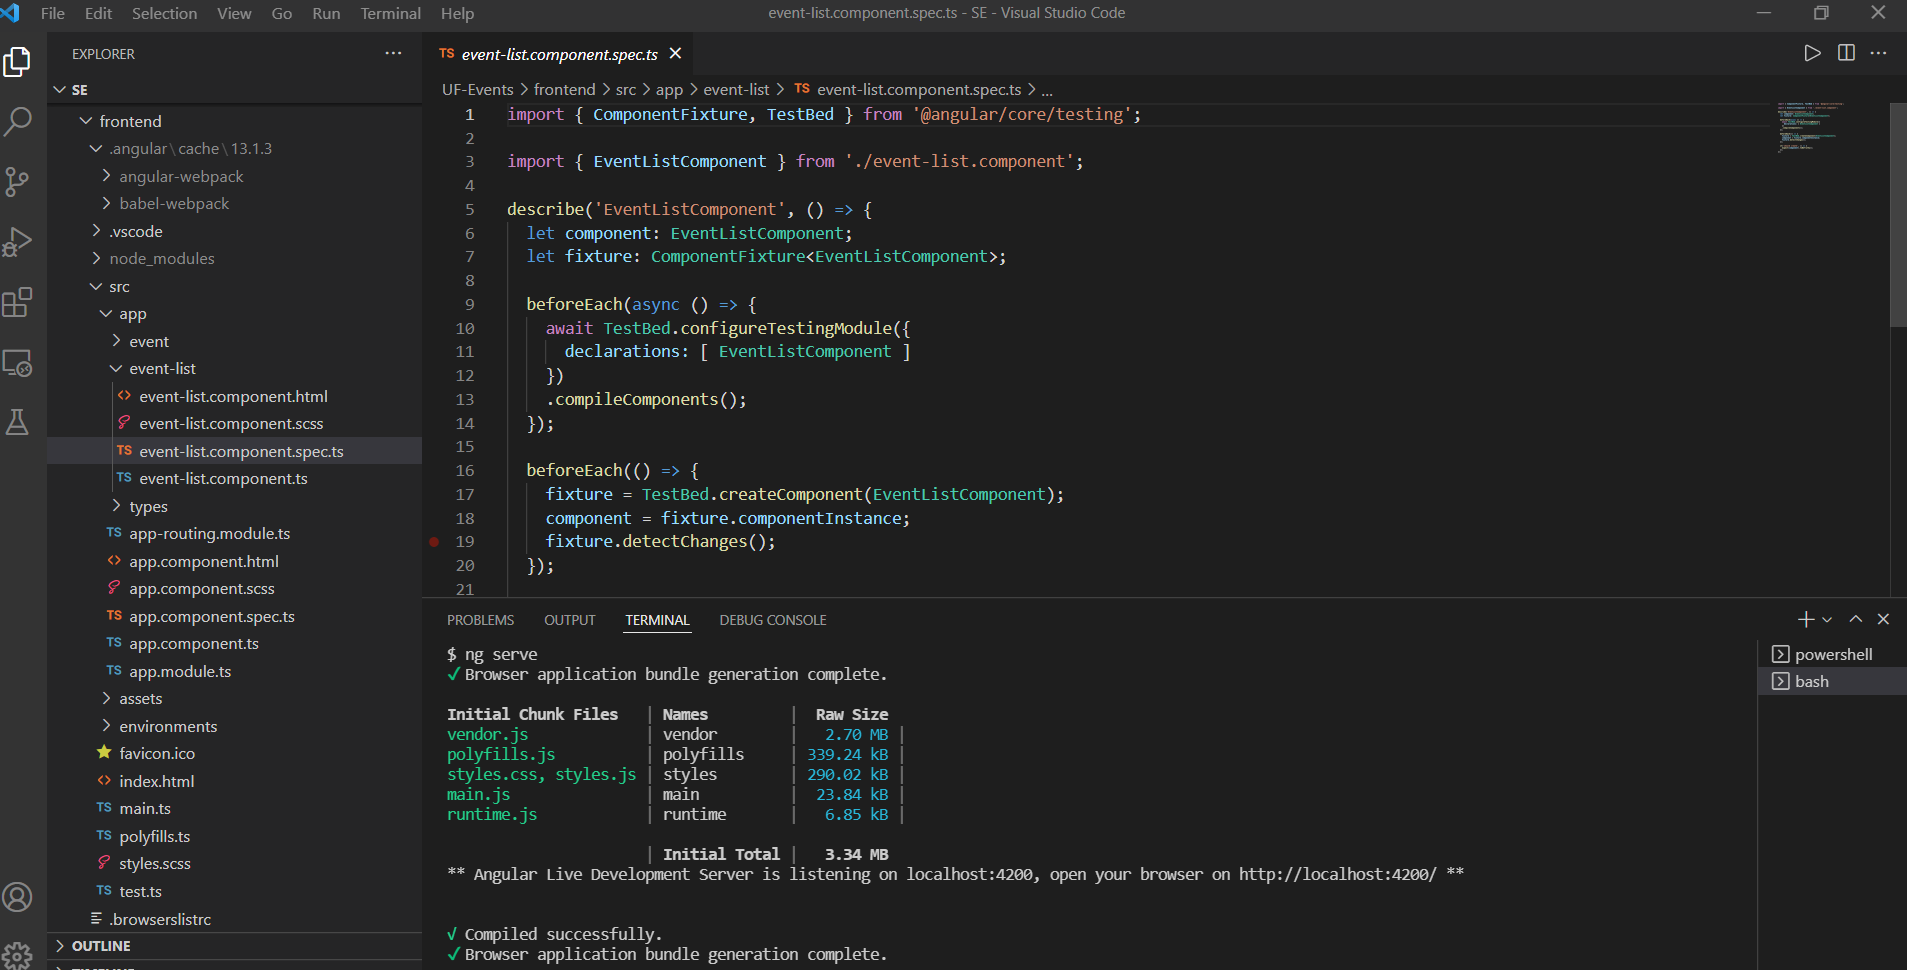 File Edit Selection View Go Run Terminal Help
event-list.component.spec.ts - SE - Visual Studio Code
EXPLORER
SE
frontend
.angular\cache\13.1.3
angular-webpack
babel-webpack
.vscode
node_modules
src
app
event
event-list
event-list.component.html
event-list.component.scss
TS event-list.component.spec.ts
TS event-list.component.ts
types
TS app-routing.module.ts
app.component.html
app.component.scss
TS app.component.spec.ts
TS app.component.ts
TS app.module.ts
assets
environments
favicon.ico
index.html
TS main.ts
TS polyfills.ts
styles.scss
TS test.ts
.browserslistrc
OUTLINE
TS event-list.component.spec.ts
UF-Events > frontend > src > app > event-list > TS event-list.component.spec.ts > ...
1 import { ComponentFixture, TestBed } from '@angular/core/testing';
2
3 import { EventListComponent } from './event-list.component';
4
5 describe('EventListComponent', () => {
6 let component: EventListComponent;
7 let fixture: ComponentFixture<EventListComponent>;
8
9 beforeEach(async () => {
10 await TestBed.configureTestingModule({
11 declarations: [ EventListComponent ]
12 })
13 .compileComponents();
14 });
15
16 beforeEach(() => {
17 fixture = TestBed.createComponent(EventListComponent);
18 component = fixture.componentInstance;
19 fixture.detectChanges();
20 });
21
PROBLEMS OUTPUT TERMINAL DEBUG CONSOLE
$ ng serve
√ Browser application bundle generation complete.
Initial Chunk Files | Names | Raw Size
vendor.js | vendor | 2.70 MB |
polyfills.js | polyfills | 339.24 kB |
styles.css, styles.js | styles | 290.02 kB |
main.js | main | 23.84 kB |
runtime.js | runtime | 6.85 kB |
| Initial Total | 3.34 MB
** Angular Live Development Server is listening on localhost:4200, open your browser on http://localhost:4200/ **
√ Compiled successfully.
√ Browser application bundle generation complete.
powershell
bash